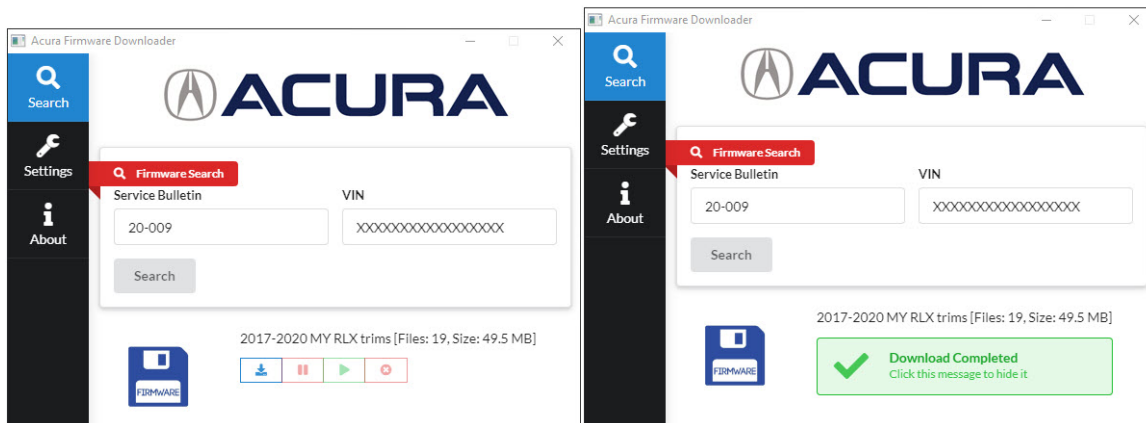 Acura Firmware Downloader
Search
Settings
About
ACURA
Firmware Search
Service Bulletin
VIN
20-009
XXXXXXXXXXXXXXXXX
Search
2017-2020 MY RLX trims [Files: 19, Size: 49.5 MB]
FIRMWARE
Acura Firmware Downloader
Search
Settings
About
ACURA
Firmware Search
Service Bulletin
VIN
20-009
XXXXXXXXXXXXXXXXX
Search
2017-2020 MY RLX trims [Files: 19, Size: 49.5 MB]
FIRMWARE
Download Completed
Click this message to hide it